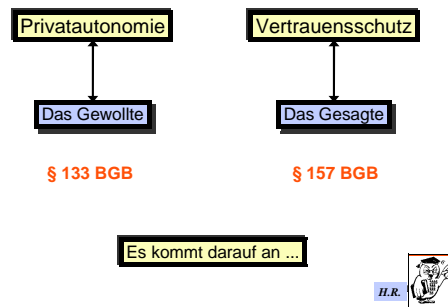 Privatautonomie
Vertrauensschutz
Das Gewollte
Das Gesagte
§ 133 BGB
§ 157 BGB
Es kommt darauf an ...
H.R.